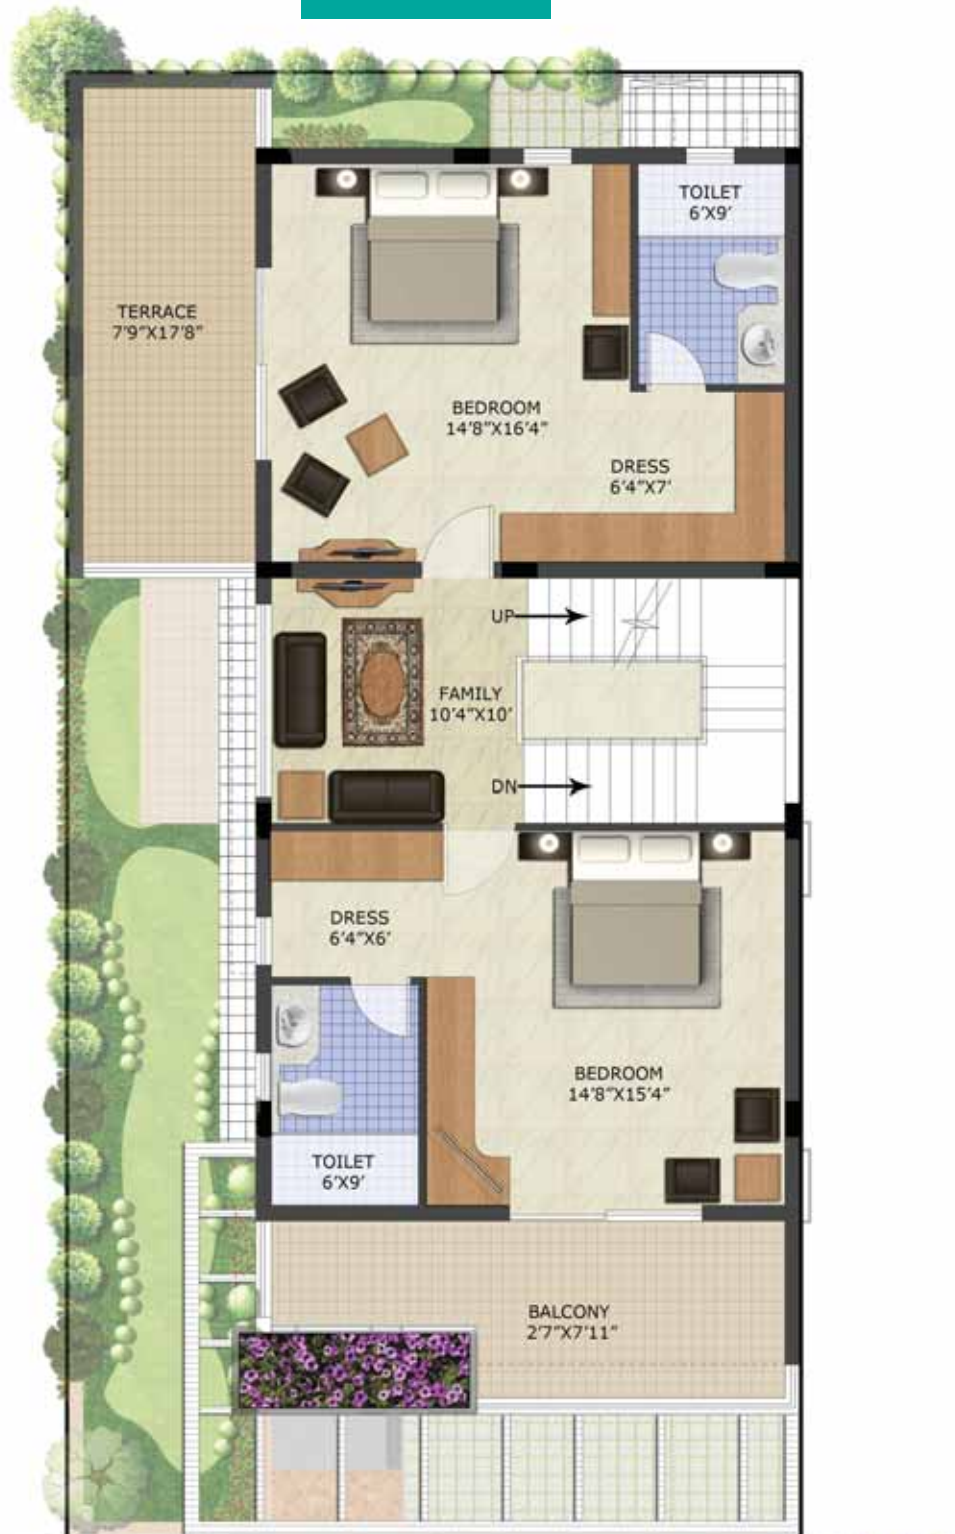 TOILET
6'X9'
TERRACE
7'9"X17'8"
BEDROOM
14'8"X16'4"
DRESS
6'4"X7'
UP
FAMILY
10'4"X10'
DN
DRESS
6'4"X6'
BEDROOM
14'8"X15'4"
TOILET
6'X9'
BALCONY
2'7"X7'11"